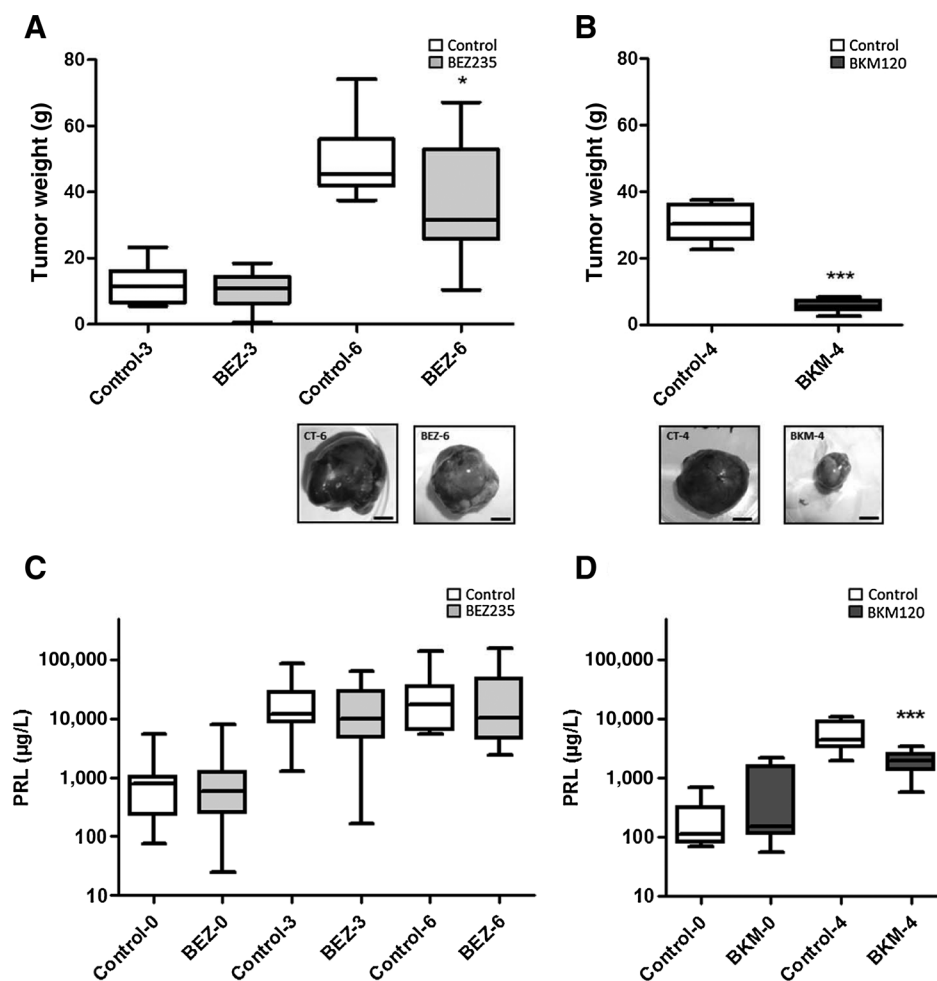 A
Control
BEZ235
Tumor weight (g)
80
60
40
20
0
*
Control-3
BEZ-3
Control-6
BEZ-6
B
Control
BKM120
Tumor weight (g)
80
60
40
20
0
***
Control-4
BKM-4
CT-6
BEZ-6
CT-4
BKM-4
C
Control
BEZ235
PRL (µg/L)
100,000
10,000
1,000
100
10
Control-0
BEZ-0
Control-3
BEZ-3
Control-6
BEZ-6
D
Control
BKM120
PRL (µg/L)
100,000
10,000
1,000
100
10
***
Control-0
BKM-0
Control-4
BKM-4